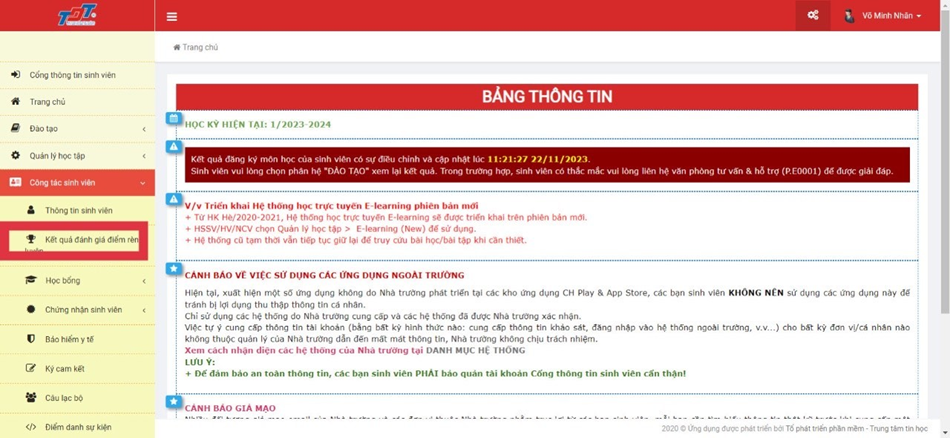 TDT
Võ Minh Nhân
Trang chủ
Cổng thông tin sinh viên
Trang chủ
Đào tạo
Quản lý học tập
Công tác sinh viên
Thông tin sinh viên
Kết quả đánh giá điểm rèn
luyện
Học bổng
Chứng nhận sinh viên
Bảo hiểm y tế
Ký cam kết
Câu lạc bộ
Điểm danh sự kiện
BẢNG THÔNG TIN
HỌC KỲ HIỆN TẠI: 1/2023-2024
Kết quả đăng ký môn học của sinh viên có sự điều chỉnh và cập nhật lúc 11:21:27 22/11/2023.
Sinh viên vui lòng chọn phân hệ "ĐÀO TẠO" xem lại kết quả. Trong trường hợp, sinh viên có thắc mắc vui lòng liên hệ văn phòng tư vấn & hỗ trợ (P.E0001) để được giải đáp.
V/v Triển khai Hệ thống học trực tuyến E-learning phiên bản mới
+ Từ HK Hè/2020-2021, Hệ thống học trực tuyến E-learning sẽ được triển khai trên phiên bản mới.
+ HSSV/HV/NCV chọn Quản lý học tập > E-learning (New) để sử dụng.
+ Hệ thống cũ tạm thời vẫn tiếp tục giữ lại để truy cứu bài học/bài tập khi cần thiết.
CẢNH BÁO VỀ VIỆC SỬ DỤNG CÁC ỨNG DỤNG NGOÀI TRƯỜNG
Hiện tại, xuất hiện một số ứng dụng không do Nhà trường phát triển tại các kho ứng dụng CH Play & App Store, các bạn sinh viên KHÔNG NÊN sử dụng các ứng dụng này để
tránh bị lợi dụng thu thập thông tin cá nhân.
Chỉ sử dụng các hệ thống do Nhà trường cung cấp và các hệ thống đã được Nhà trường xác nhận.
Việc tự ý cung cấp thông tin tài khoản (bằng bất kỳ hình thức nào: cung cấp thông tin khảo sát, đăng nhập vào hệ thống ngoài trường, v.v...) cho bất kỳ đơn vị/cá nhân nào
không thuộc quản lý của Nhà trường dẫn đến mất mát thông tin, Nhà trường không chịu trách nhiệm.
Xem cách nhận diện các hệ thống của Nhà trường tại DANH MỤC HỆ THỐNG
LƯU Ý:
+ Để đảm bảo an toàn thông tin, các bạn sinh viên PHẢI bảo quản tài khoản Cổng thông tin sinh viên cẩn thận!
CẢNH BÁO GIẢ MẠO
2020 © Ứng dụng được phát triển bởi Tổ phát triển phần mềm - Trung tâm tin học